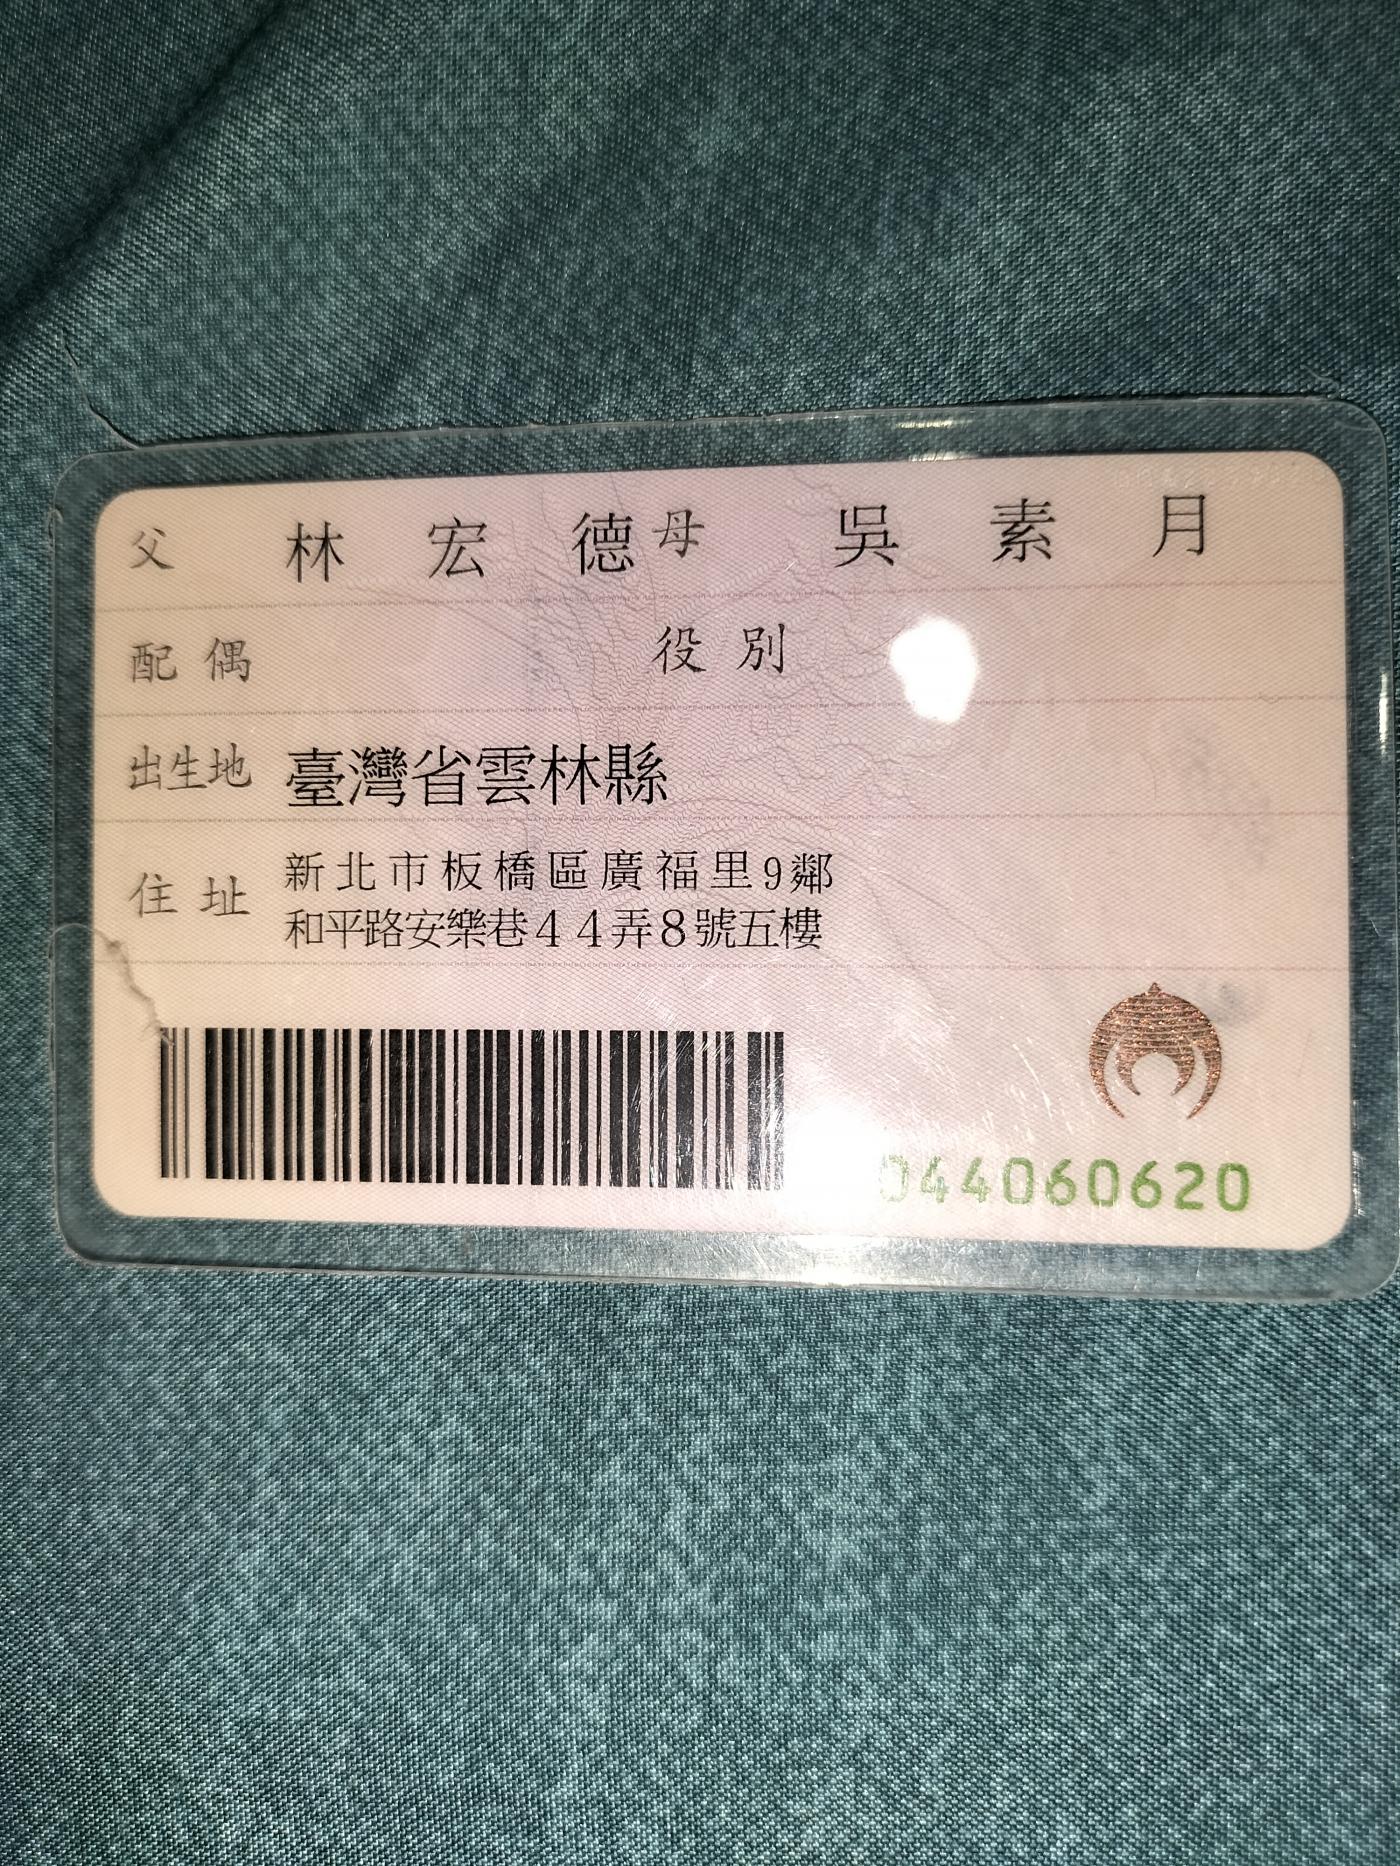 父 林宏德 母 吳素月
配偶 役別
出生地 臺灣省雲林縣
住址 新北市板橋區廣福里9鄰
和平路安樂巷44弄8號五樓
044060620